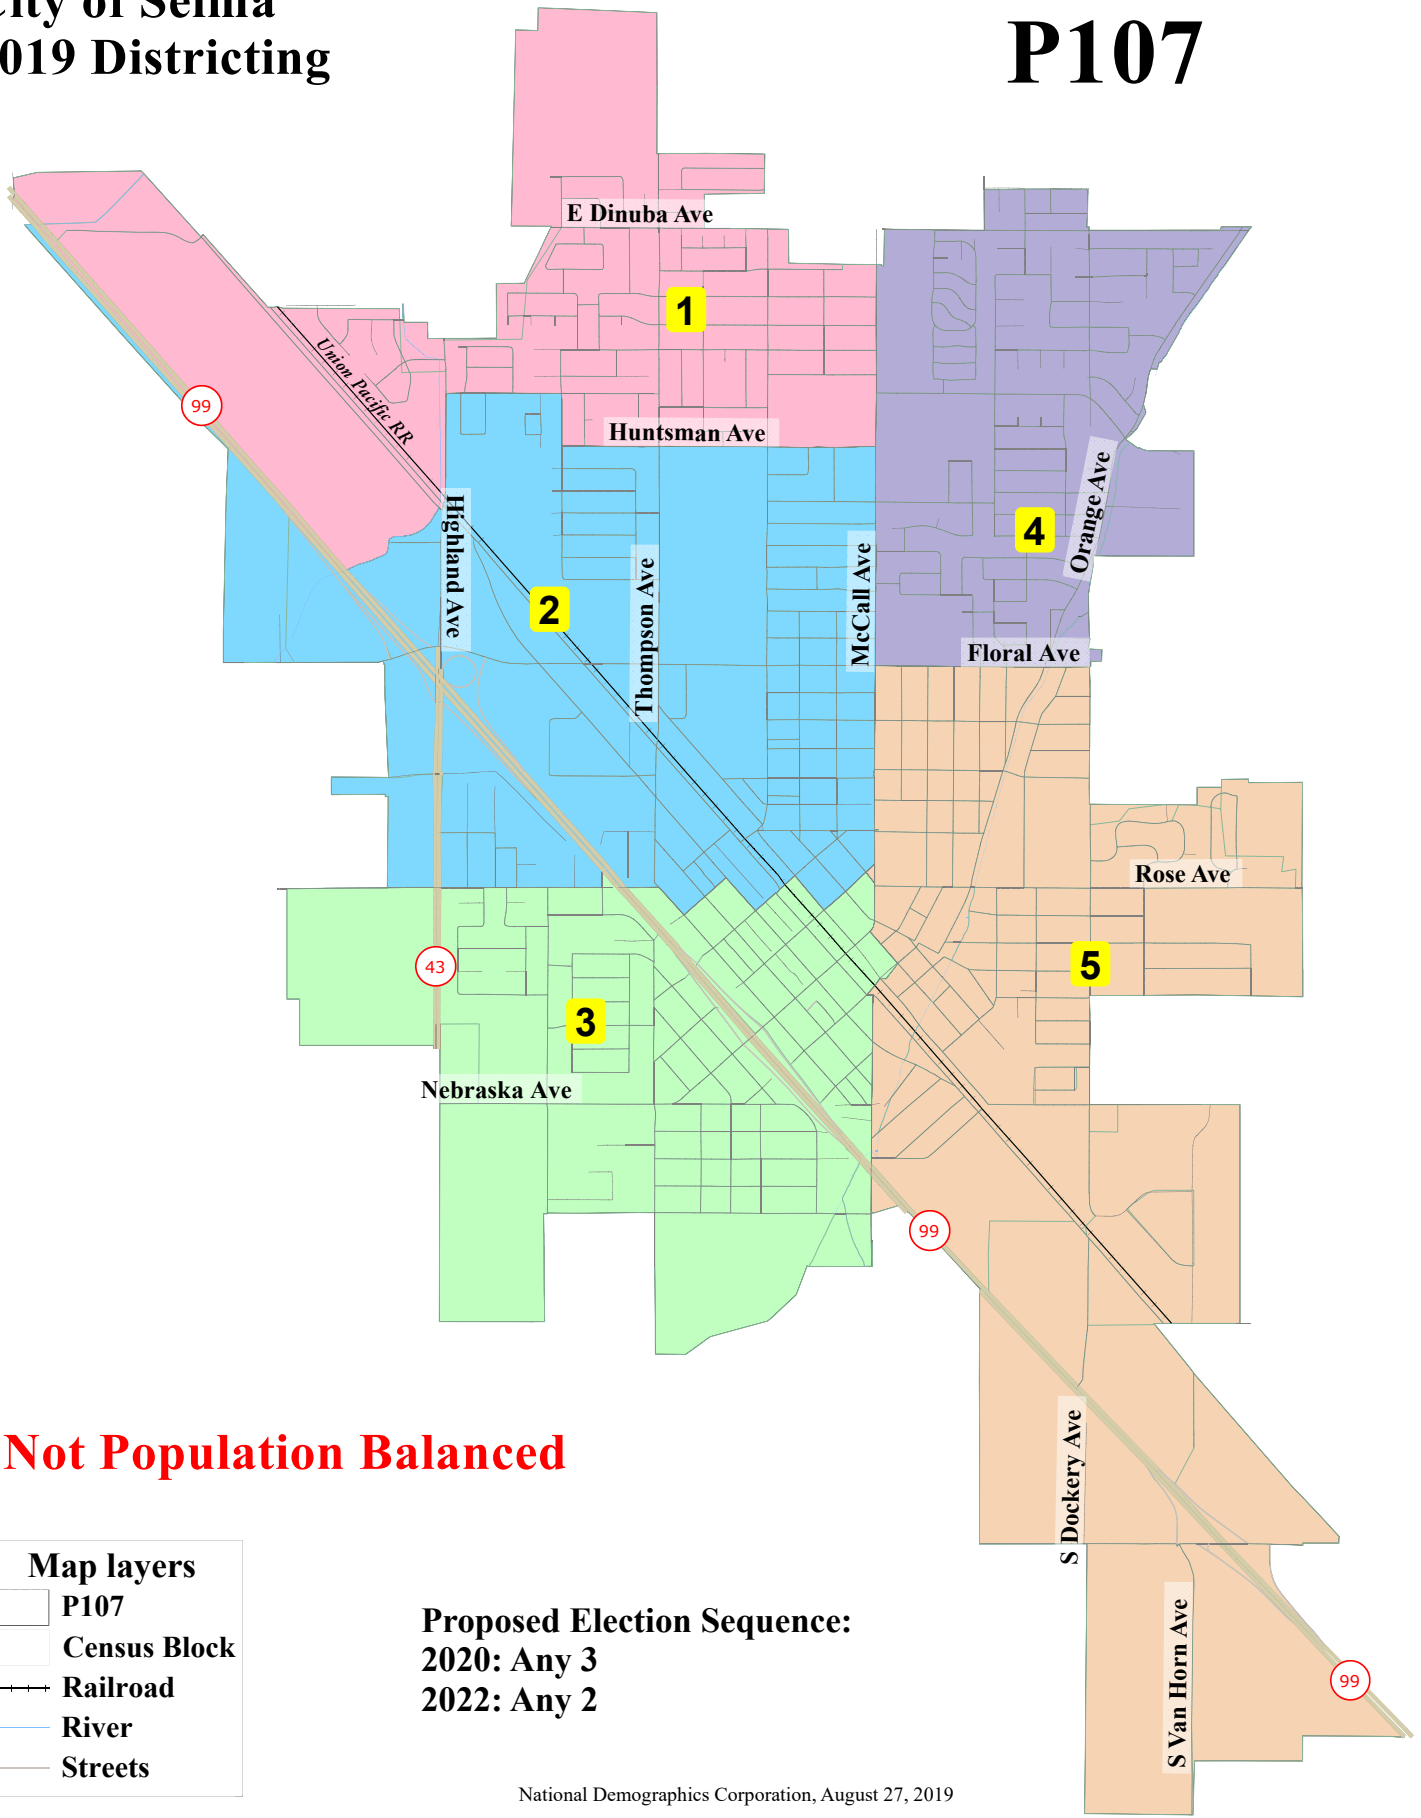 City of Selma
019 Districting
P107
E Dinuba Ave
1
Union Pacific RR
99
Huntsman Ave
Highland Ave
Orange Ave
4
McCall Ave
Thompson Ave
2
Floral Ave
Rose Ave
43
5
3
Nebraska Ave
99
Not Population Balanced
S Dockery Ave
Map layers
P107
Census Block
Railroad
River
Streets
Proposed Election Sequence:
2020: Any 3
2022: Any 2
S Van Horn Ave
99
National Demographics Corporation, August 27, 2019